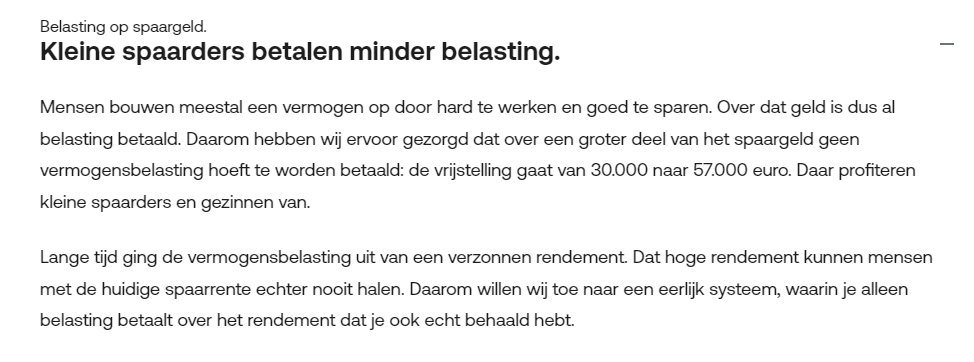 Belasting op spaargeld.
Kleine spaarders betalen minder belasting.
Mensen bouwen meestal een vermogen op door hard te werken en goed te sparen. Over dat geld is dus al
belasting betaald. Daarom hebben wij ervoor gezorgd dat over een groter deel van het spaargeld geen
vermogensbelasting hoeft te worden betaald: de vrijstelling gaat van 30.000 naar 57.000 euro. Daar profiteren
kleine spaarders en gezinnen van.
Lange tijd ging de vermogensbelasting uit van een verzonnen rendement. Dat hoge rendement kunnen mensen
met de huidige spaarrente echter nooit halen. Daarom willen wij toe naar een eerlijk systeem, waarin je alleen
belasting betaalt over het rendement dat je ook echt behaald hebt.